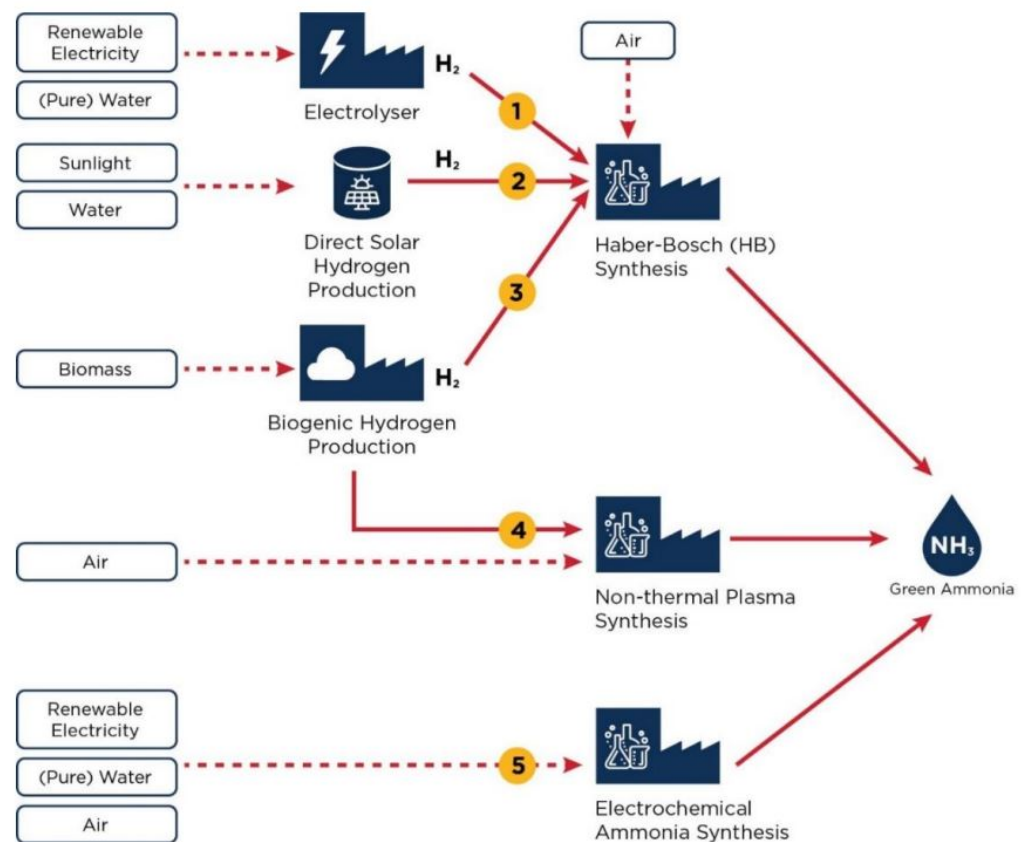 Renewable
Electricity
(Pure) Water
H₂
Electrolyser
1
Air
Sunlight
Water
H₂
2
Direct Solar
Hydrogen
Production
Haber-Bosch (HB)
Synthesis
3
Biomass
H₂
Biogenic Hydrogen
Production
4
Air
Non-thermal Plasma
Synthesis
NH₃
Green Ammonia
Renewable
Electricity
(Pure) Water
Air
5
Electrochemical
Ammonia Synthesis